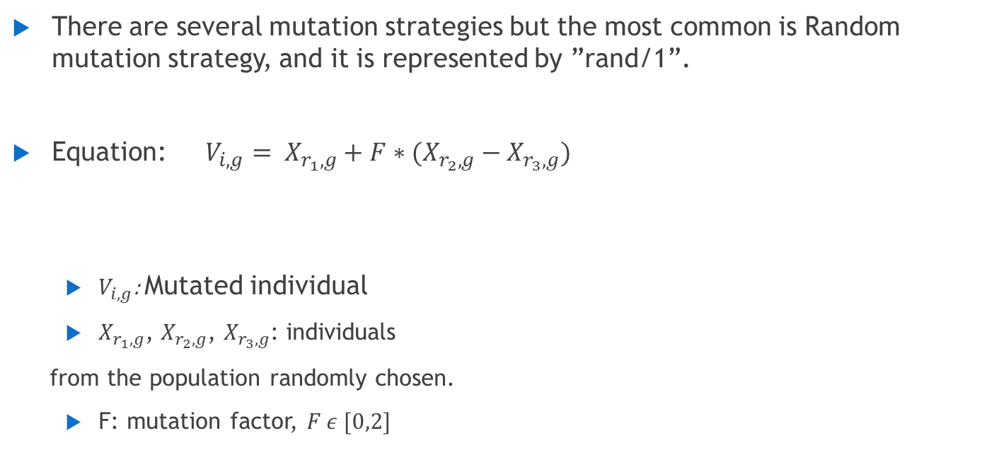 There are several mutation strategies but the most common is Random
mutation strategy, and it is represented by ”rand/1”.
Equation: V_{i,g} = X_{r_1,g} + F * (X_{r_2,g} − X_{r_3,g})
V_{i,g}:Mutated individual
X_{r_1,g}, X_{r_2,g}, X_{r_3,g}: individuals
from the population randomly chosen.
F: mutation factor, F ϵ [0,2]